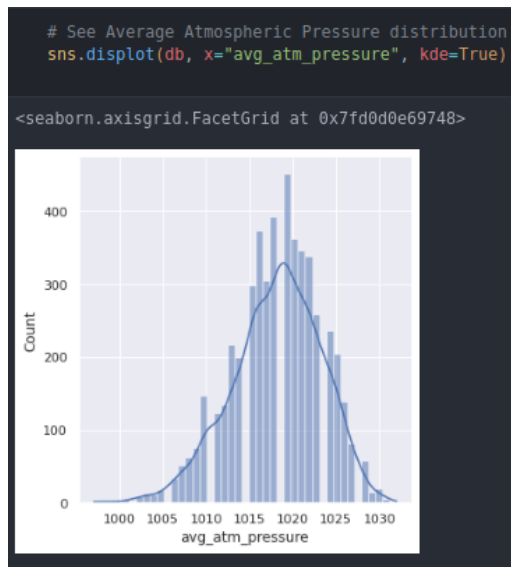 # See Average Atmospheric Pressure distribution
sns.displot(db, x="avg_atm_pressure", kde=True)
<seaborn.axisgrid.FacetGrid at 0x7fd0d0e69748>
400
300
200
100
0
Count
1000 1005 1010 1015 1020 1025 1030
avg_atm_pressure